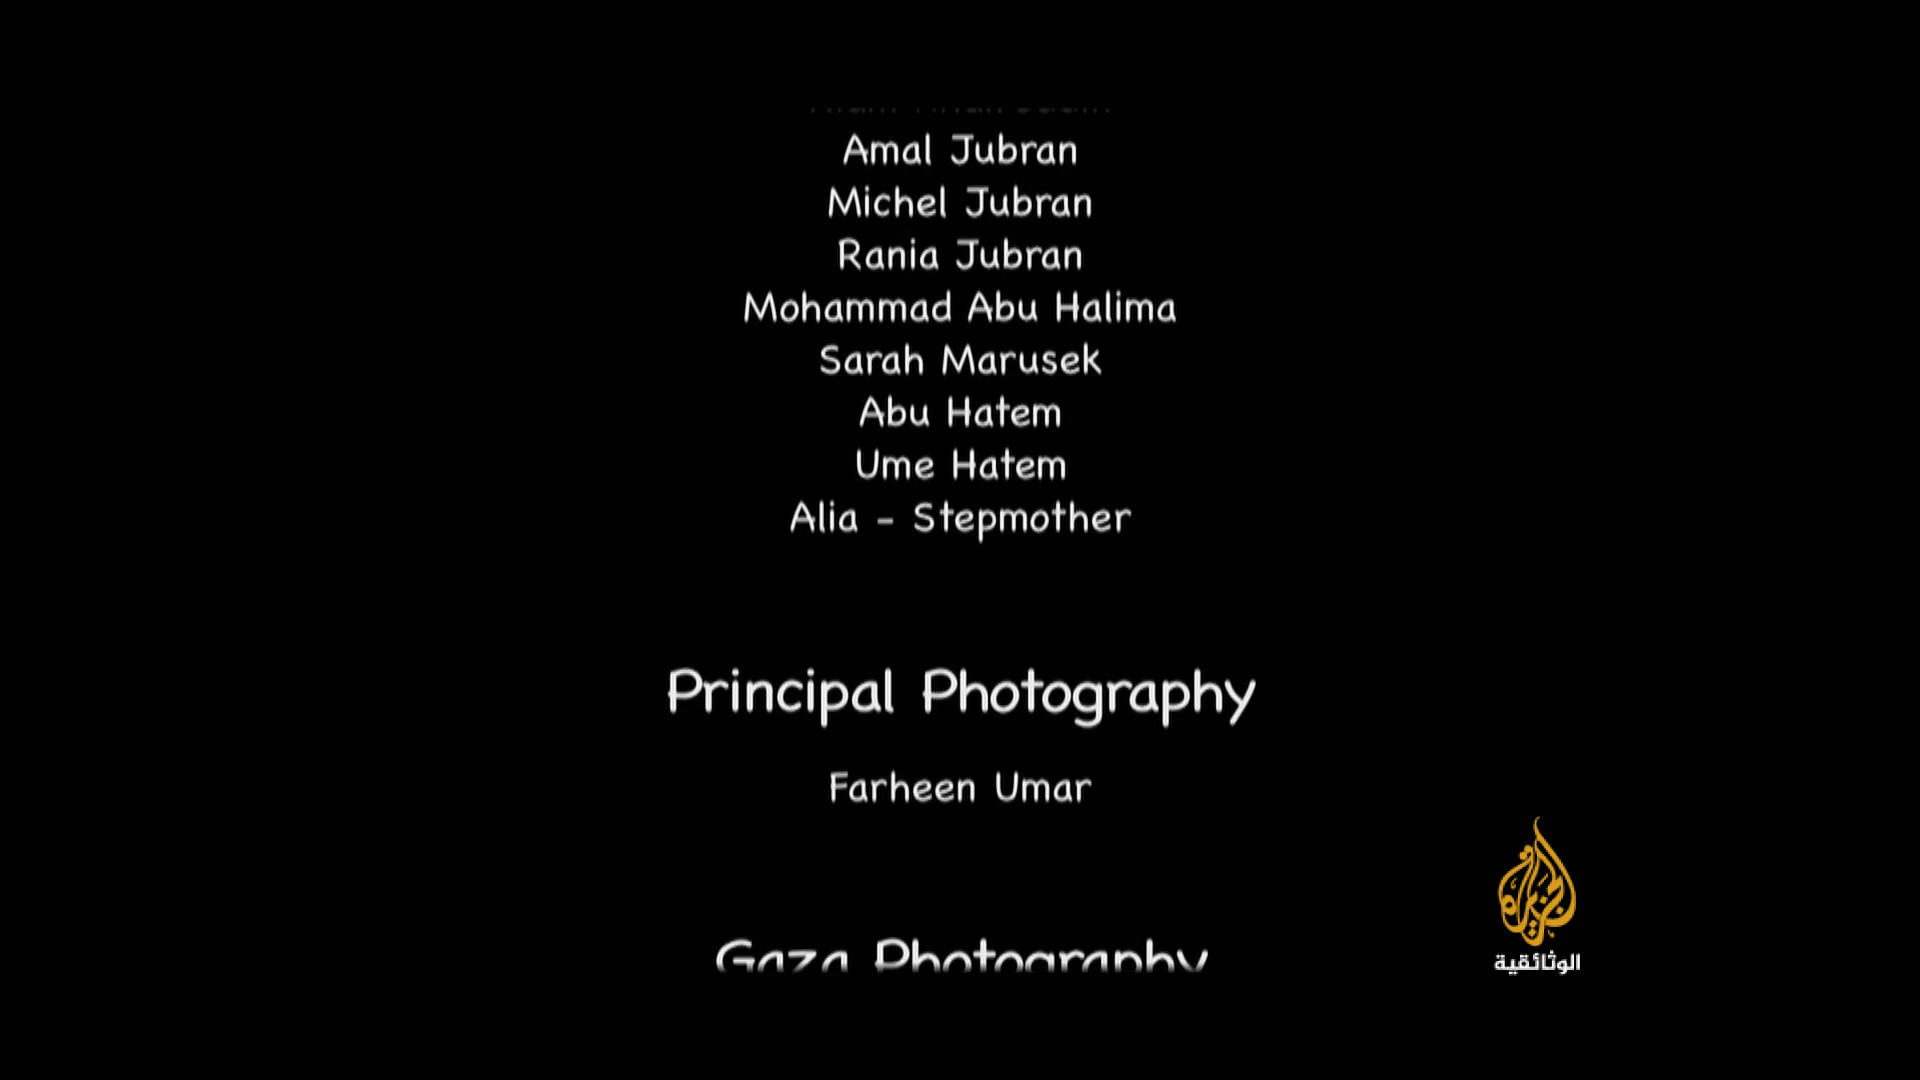 Amal Jubran
Michel Jubran
Rania Jubran
Mohammad Abu Halima
Sarah Marusek
Abu Hatem
Ume Hatem
Alia - Stepmother
Principal Photography
Farheen Umar
Gaza Photography
الجزيرة
الوثائقية